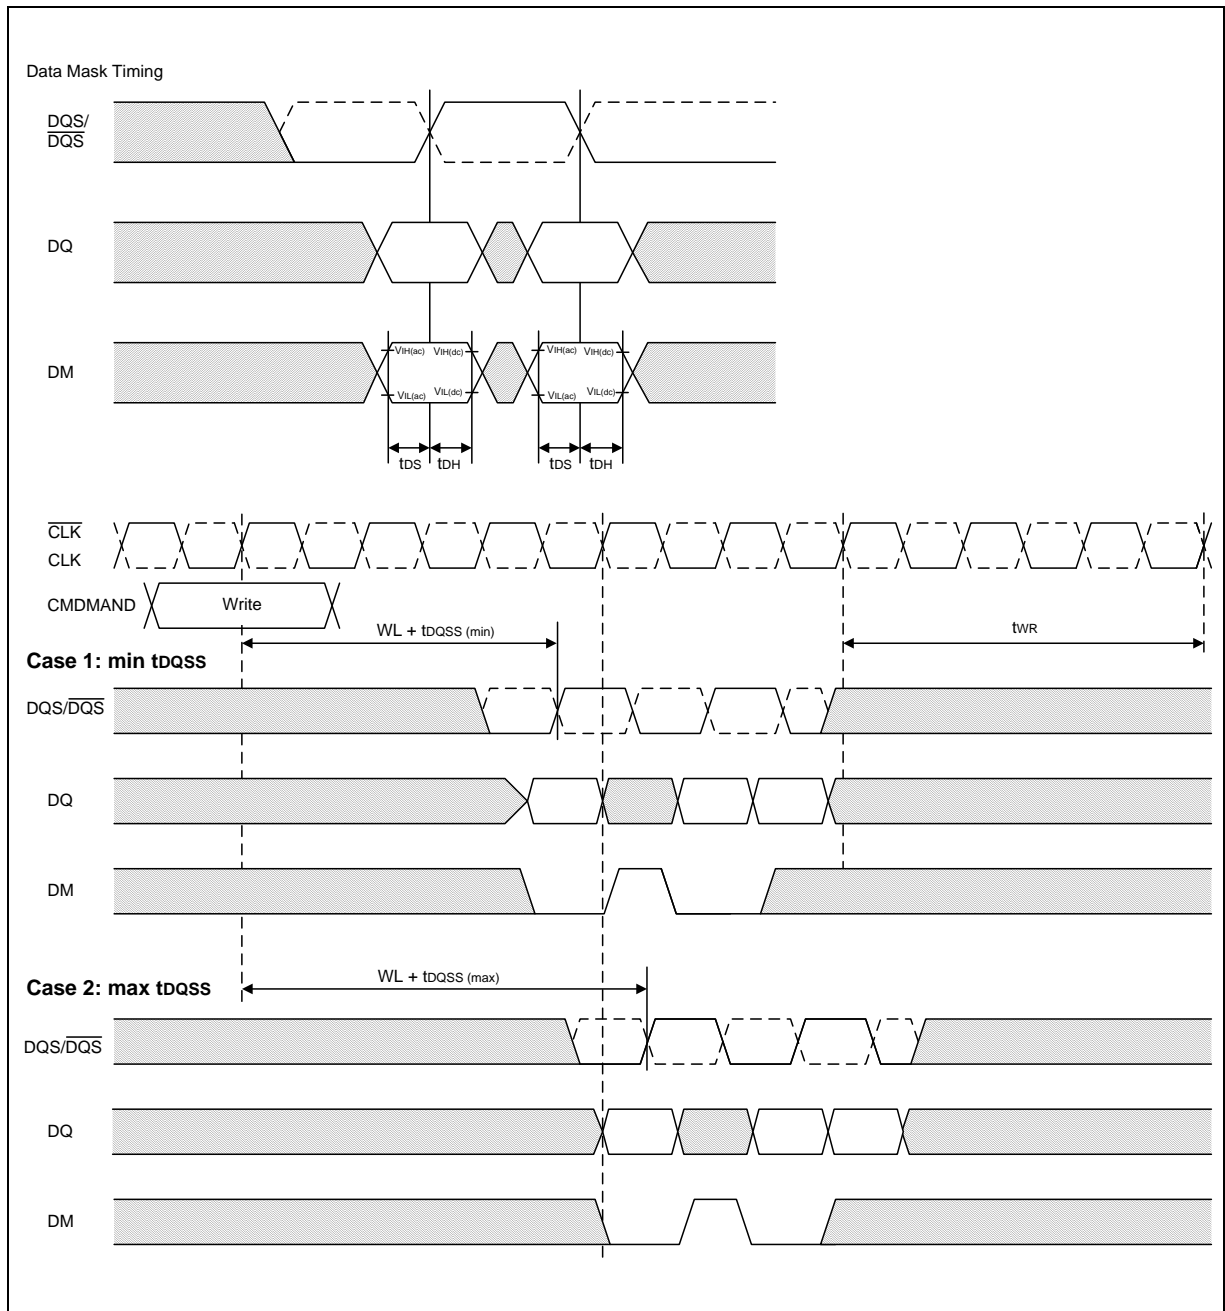 Data Mask Timing
DQS/
DQS
DQ
DM
VIH(ac) VIH(dc) VIH(ac) VIH(dc)
VIL(ac) VIL(dc) VIL(ac) VIL(dc)
tDS tDH tDS tDH
CLK
CLK
CMDMAND Write
WL + tDQSS (min) tWR
Case 1: min tDQSS
DQS/DQS
DQ
DM
WL + tDQSS (max)
Case 2: max tDQSS
DQS/DQS
DQ
DM